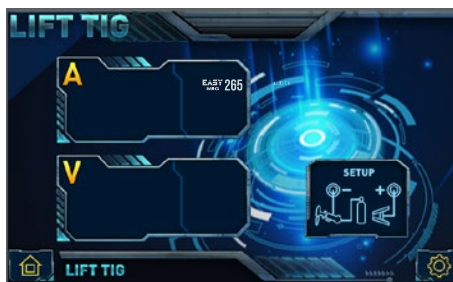 LIFT TIG
A
EASY 265
MIG
V
SETUP
- +
LIFT TIG